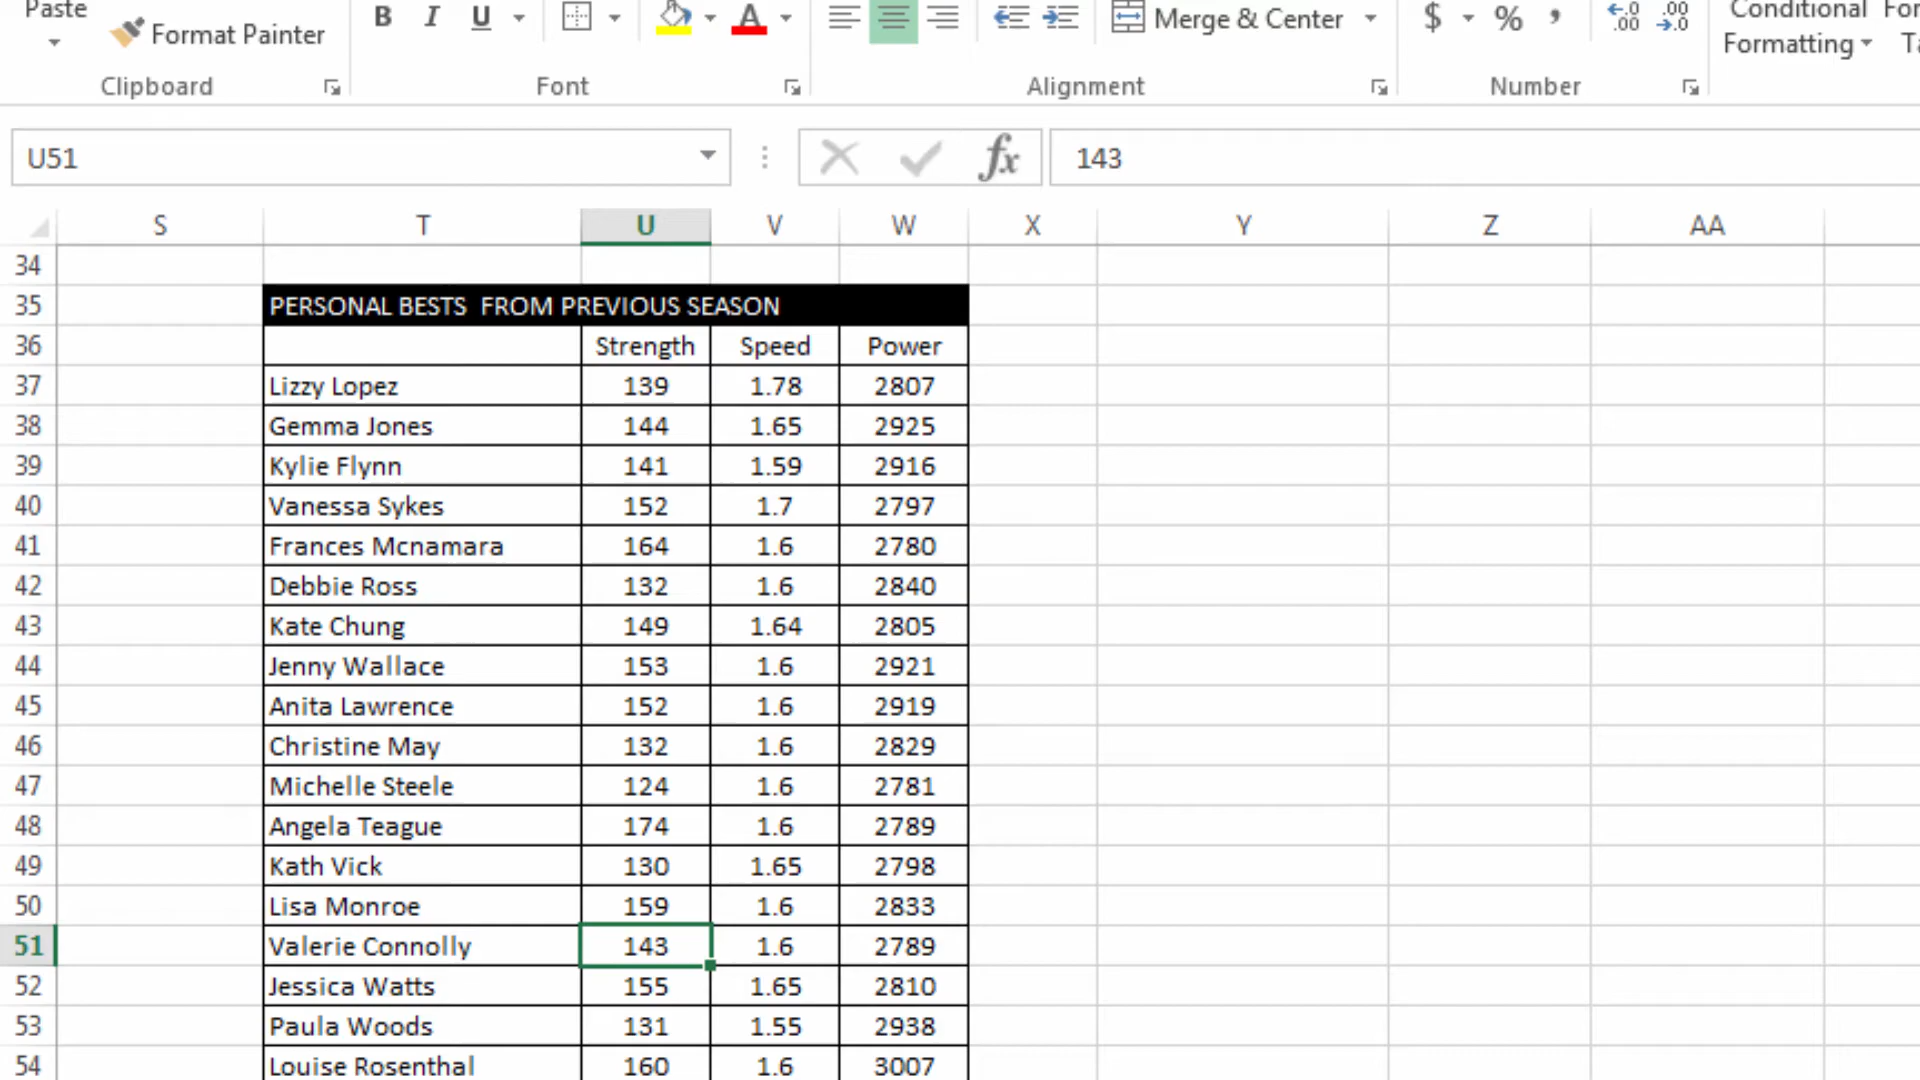 Paste
Format Painter
B I U
A
Merge & Center
$ % ,
Conditional
Formatting
Clipboard
Font
Alignment
Number
U51
fx
143
S T U V W X Y Z AA
34
35 PERSONAL BESTS FROM PREVIOUS SEASON
36 Strength Speed Power
37 Lizzy Lopez 139 1.78 2807
38 Gemma Jones 144 1.65 2925
39 Kylie Flynn 141 1.59 2916
40 Vanessa Sykes 152 1.7 2797
41 Frances Mcnamara 164 1.6 2780
42 Debbie Ross 132 1.6 2840
43 Kate Chung 149 1.64 2805
44 Jenny Wallace 153 1.6 2921
45 Anita Lawrence 152 1.6 2919
46 Christine May 132 1.6 2829
47 Michelle Steele 124 1.6 2781
48 Angela Teague 174 1.6 2789
49 Kath Vick 130 1.65 2798
50 Lisa Monroe 159 1.6 2833
51 Valerie Connolly 143 1.6 2789
52 Jessica Watts 155 1.65 2810
53 Paula Woods 131 1.55 2938
54 Louise Rosenthal 160 1.6 3007